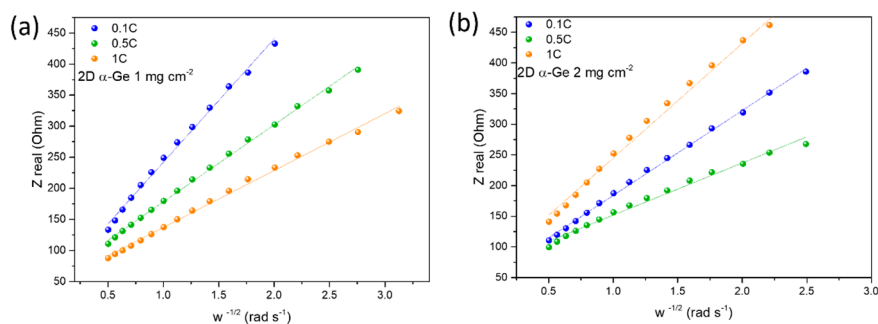 (a)
450
400
350
300
250
200
150
100
50
Z real (Ohm)
0.1C
0.5C
1C
2D α-Ge 1 mg cm⁻²
0.5 1.0 1.5 2.0 2.5 3.0
w ⁻¹/² (rad s⁻¹)
(b)
450
400
350
300
250
200
150
100
50
Z real (Ohm)
0.1C
0.5C
1C
2D α-Ge 2 mg cm⁻²
0.5 1.0 1.5 2.0 2.5 3.0
w ⁻¹/² (rad s⁻¹)